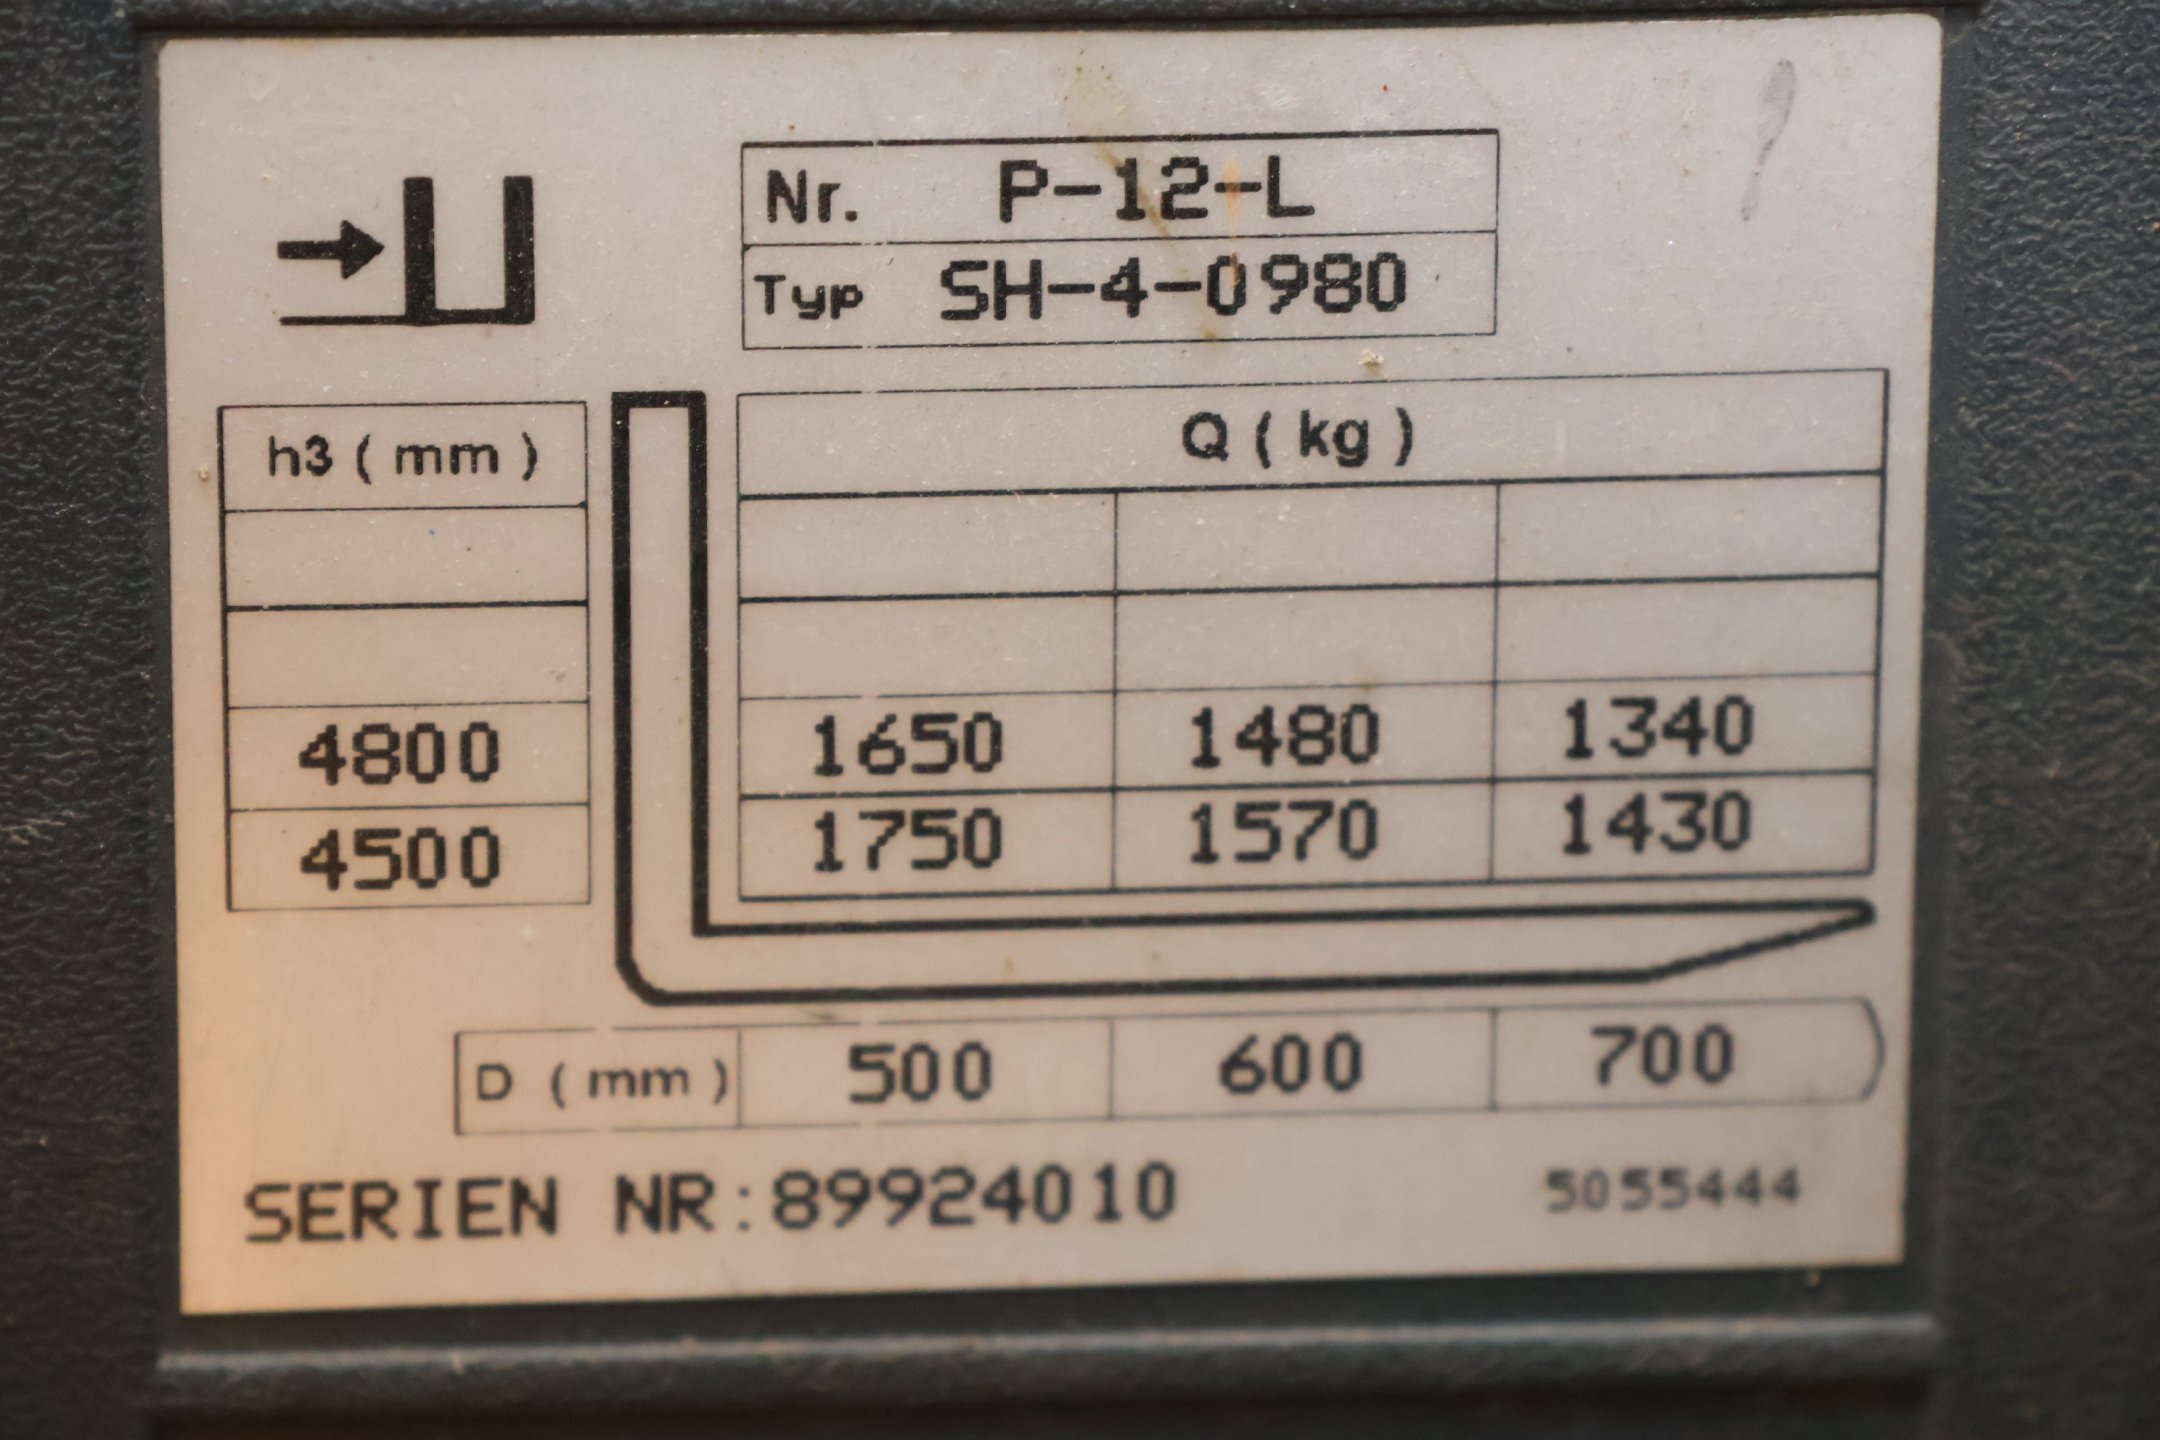 Nr. P-12-L
Typ SH-4-0980
h3 ( mm ) Q ( kg )
4800 1650 1480 1340
4500 1750 1570 1430
D ( mm ) 500 600 700
SERIEN NR:89924010 5055444